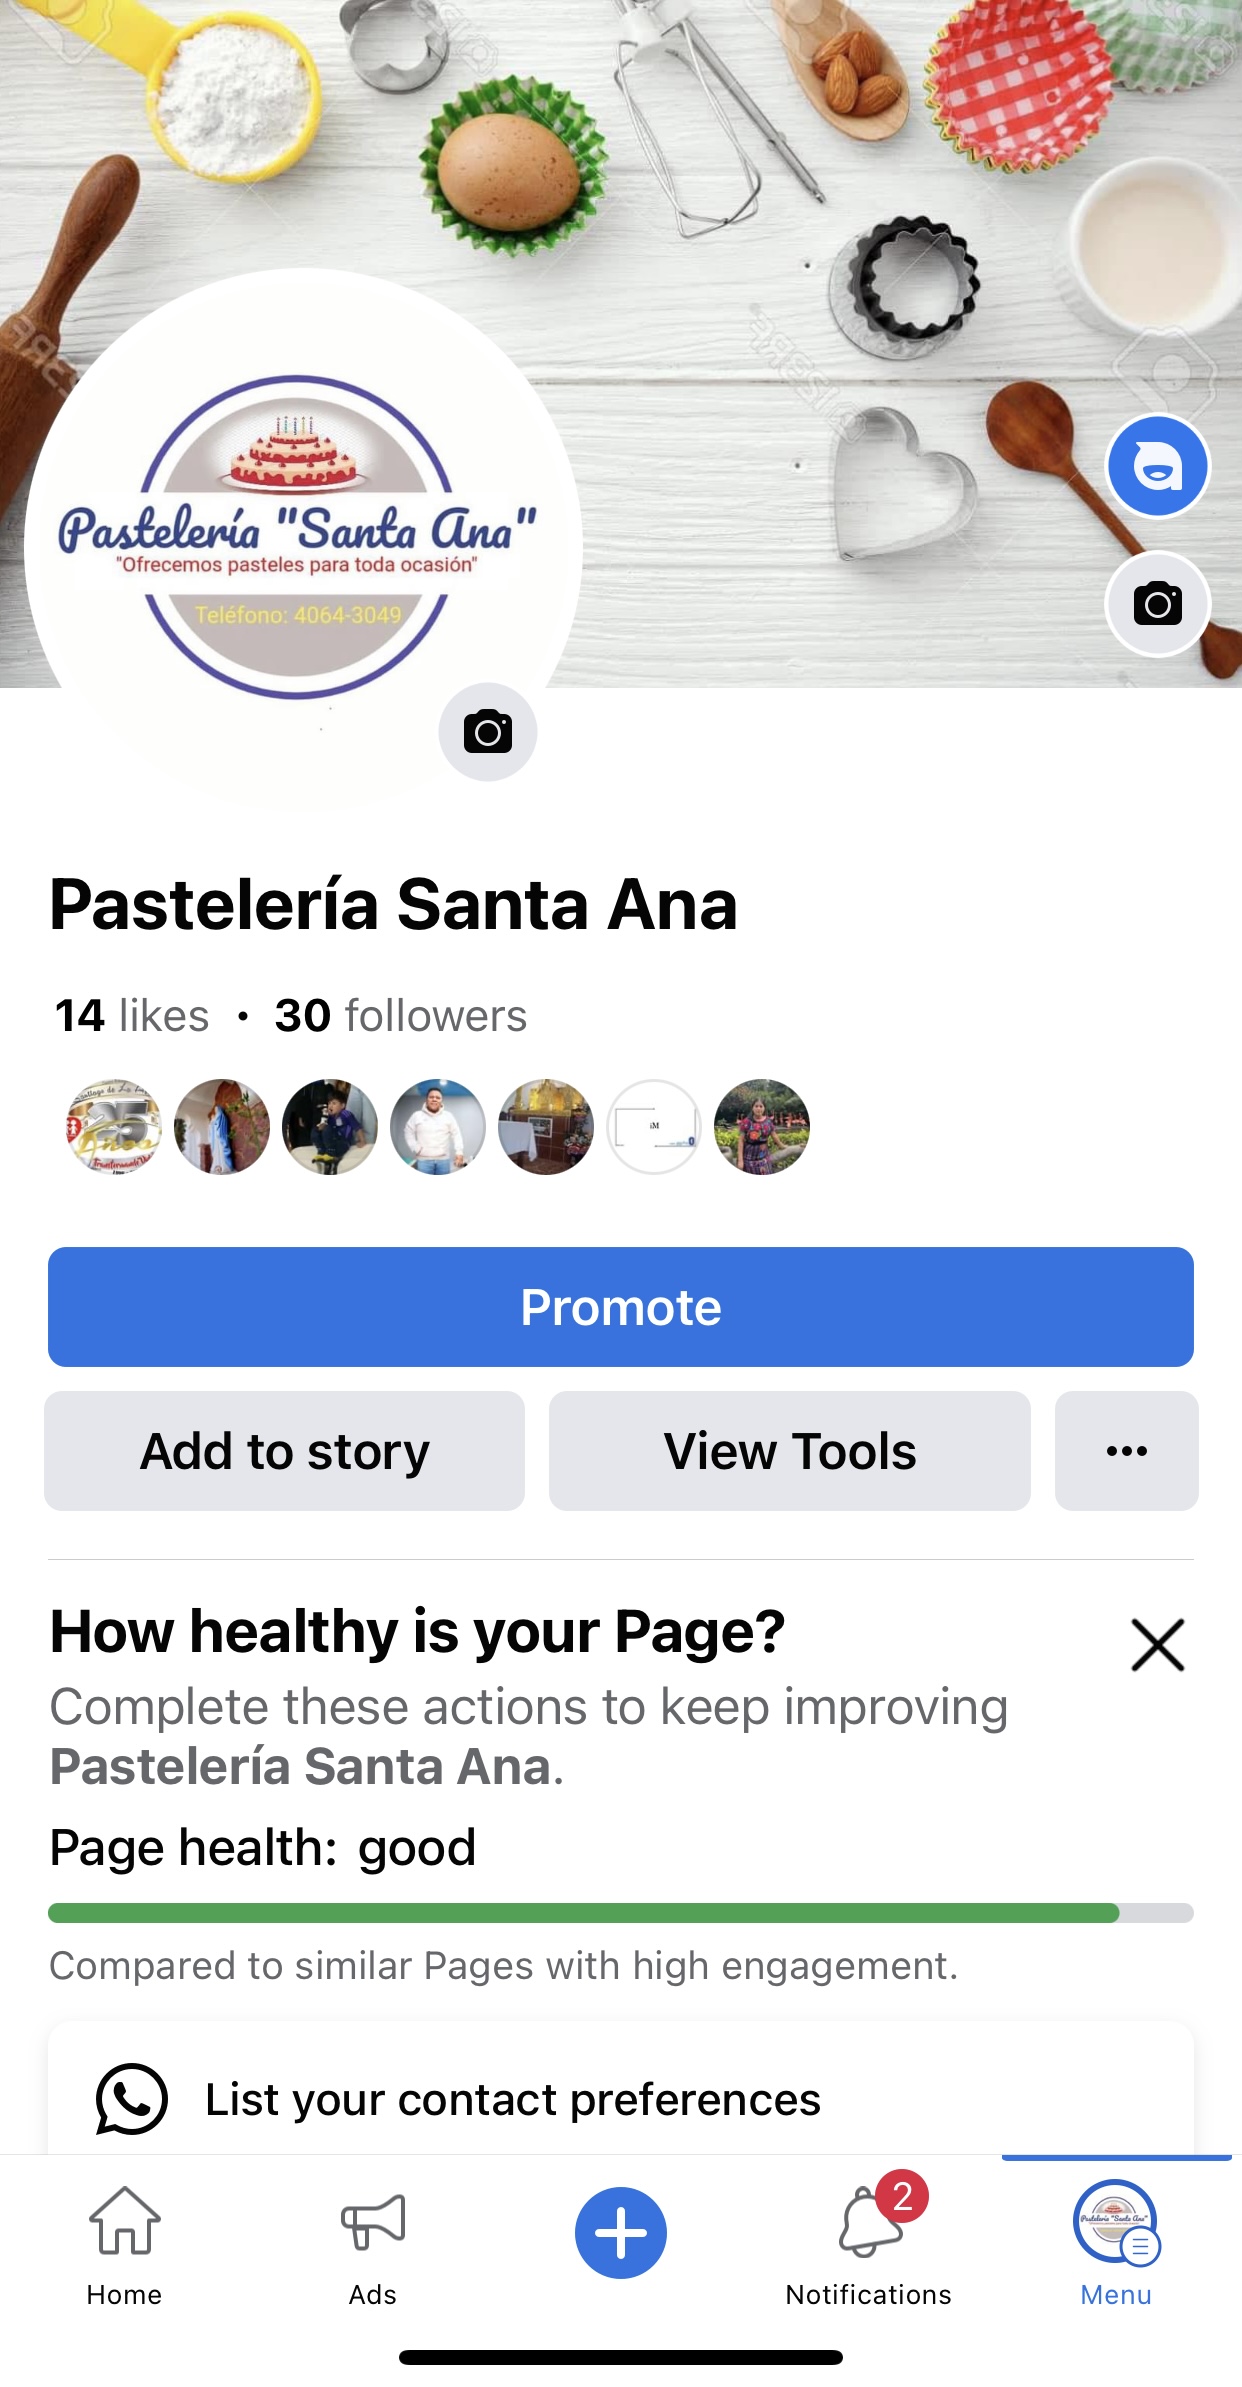 Pastelería "Santa Ana"
"Ofrecemos pasteles para toda ocasión"
Teléfono: 4064-3049
Pastelería Santa Ana
14 likes • 30 followers
Promote
Add to story
View Tools
How healthy is your Page?
Complete these actions to keep improving
Pastelería Santa Ana.
Page health: good
Compared to similar Pages with high engagement.
List your contact preferences
2
Home
Ads
Notifications
Menu